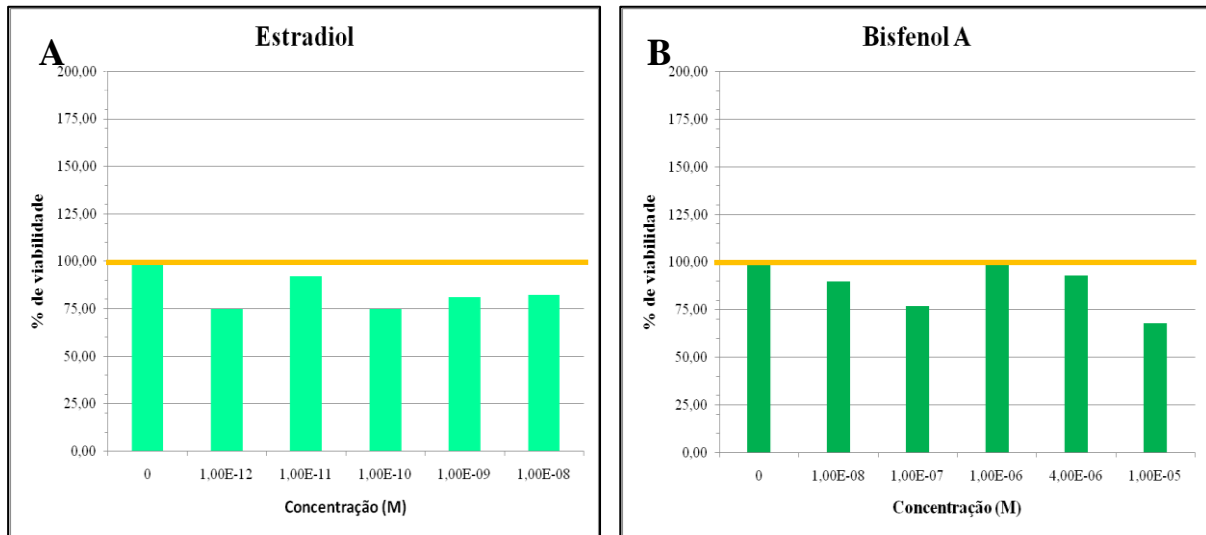 A
Estradiol
% de viabilidade
200,00
175,00
150,00
125,00
100,00
75,00
50,00
25,00
0,00
0 1,00E-12 1,00E-11 1,00E-10 1,00E-09 1,00E-08
Concentração (M)
B
Bisfenol A
% de viabilidade
200,00
175,00
150,00
125,00
100,00
75,00
50,00
25,00
0,00
0 1,00E-08 1,00E-07 1,00E-06 4,00E-06 1,00E-05
Concentração (M)